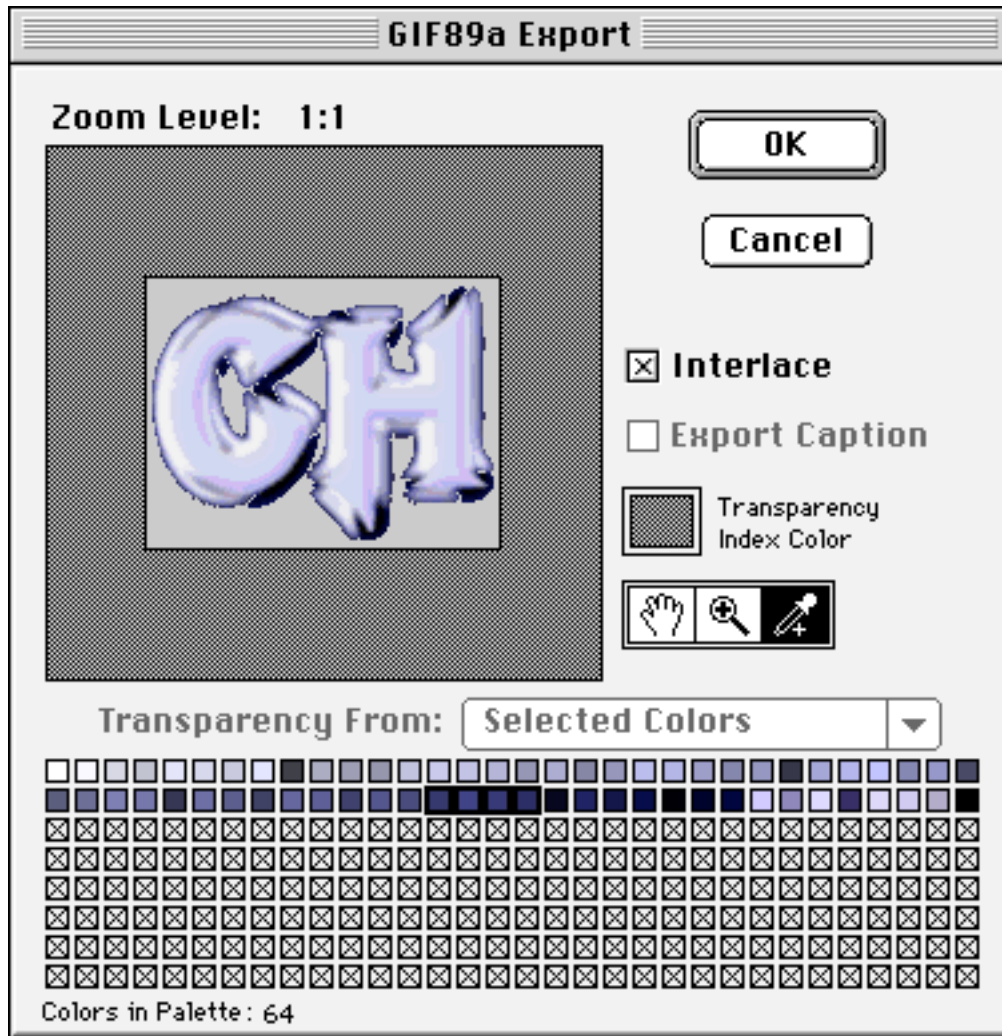 GIF89a Export
Zoom Level: 1:1
OK
Cancel
CH
Interlace
Export Caption
Transparency
Index Color
Transparency From: Selected Colors
Colors in Palette: 64